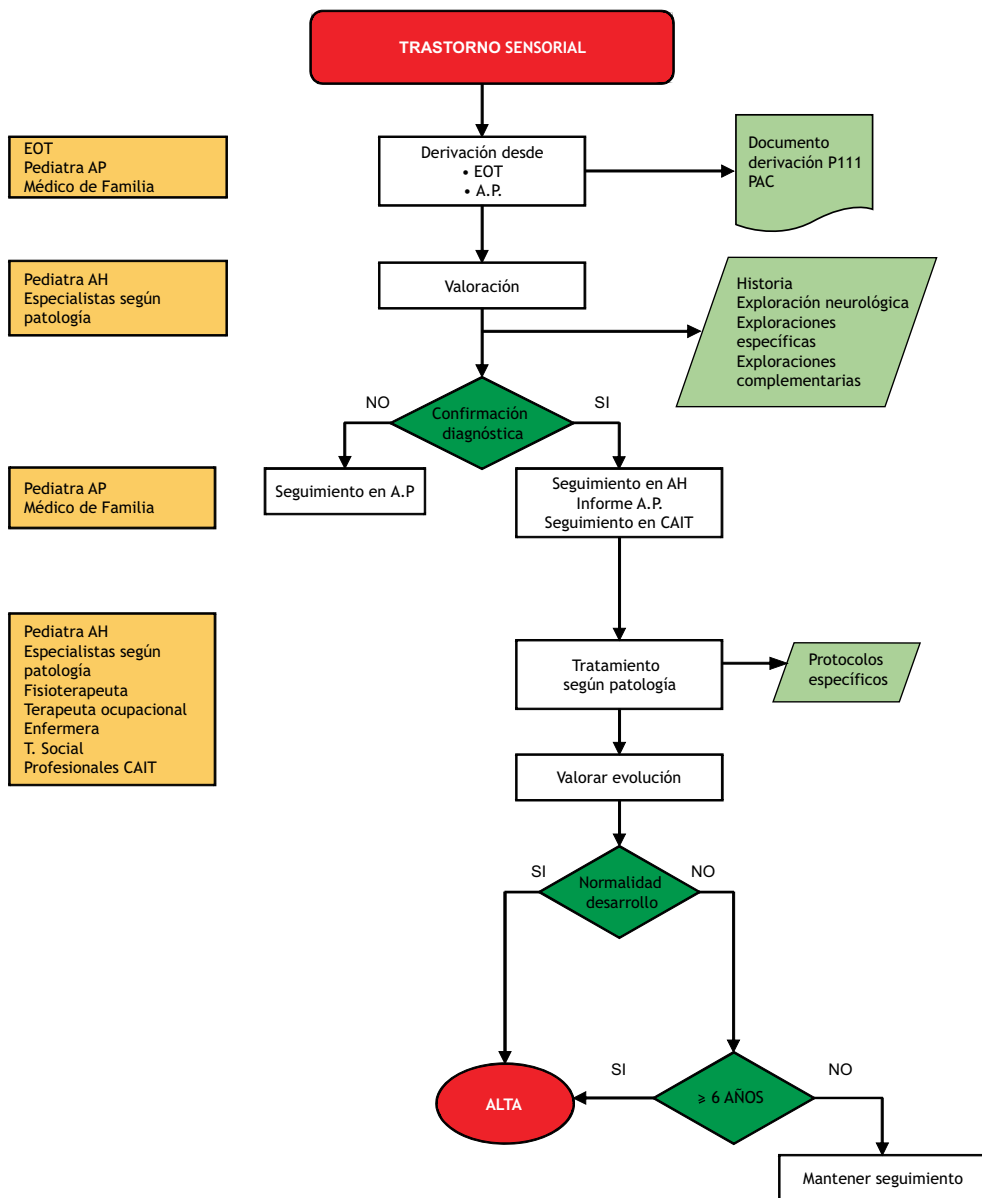 TRASTORNO SENSORIAL
EOT
Pediatra AP
Médico de Familia
Derivación desde
• EOT
• A.P.
Documento
derivación P111
PAC
Pediatra AH
Especialistas según
patología
Valoración
Historia
Exploración neurológica
Exploraciones
específicas
Exploraciones
complementarias
NO
Confirmación
diagnóstica
SI
Pediatra AP
Médico de Familia
Seguimiento en A.P
Seguimiento en AH
Informe A.P.
Seguimiento en CAIT
Pediatra AH
Especialistas según
patología
Fisioterapeuta
Terapeuta ocupacional
Enfermera
T. Social
Profesionales CAIT
Tratamiento
según patología
Protocolos
específicos
Valorar evolución
SI
Normalidad
desarrollo
NO
ALTA
SI
⩾ 6 AÑOS
NO
Mantener seguimiento